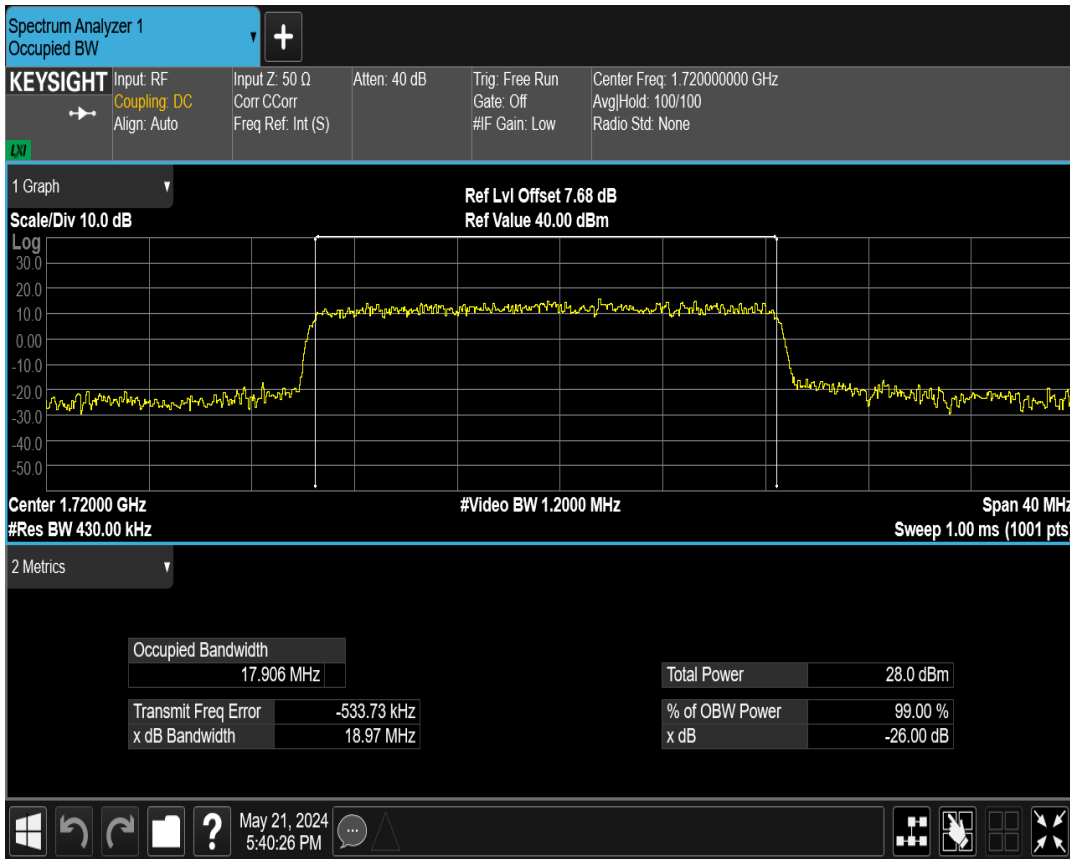 Spectrum Analyzer 1
Occupied BW
+
KEYSIGHT
LXI
Input: RF
Coupling: DC
Align: Auto
Input Z: 50 Ω
Corr CCorr
Freq Ref: Int (S)
Atten: 40 dB
Trig: Free Run
Gate: Off
#IF Gain: Low
Center Freq: 1.720000000 GHz
Avg|Hold: 100/100
Radio Std: None
1 Graph
Scale/Div 10.0 dB
Ref Lvl Offset 7.68 dB
Ref Value 40.00 dBm
Log
30.0
20.0
10.0
0.00
-10.0
-20.0
-30.0
-40.0
-50.0
Center 1.72000 GHz
#Video BW 1.2000 MHz
Span 40 MHz
#Res BW 430.00 kHz
Sweep 1.00 ms (1001 pts)
2 Metrics
Occupied Bandwidth
17.906 MHz
Transmit Freq Error -533.73 kHz
x dB Bandwidth 18.97 MHz
Total Power 28.0 dBm
% of OBW Power 99.00 %
x dB -26.00 dB
?
May 21, 2024
5:40:26 PM